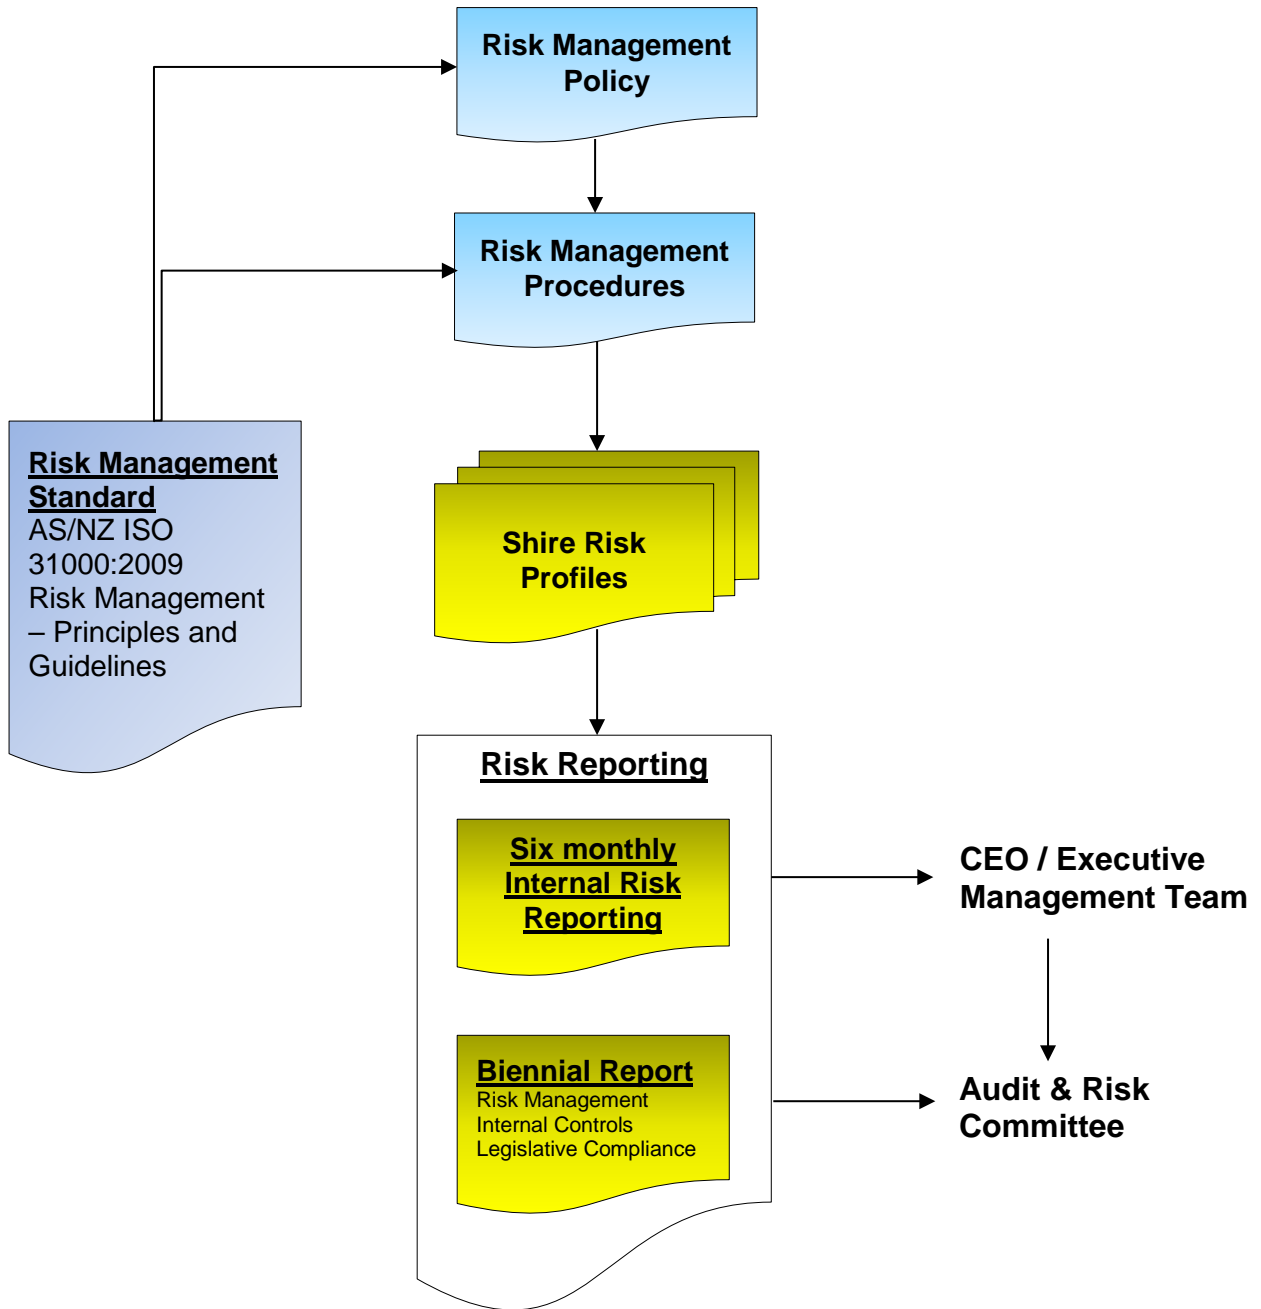 Risk Management
Policy
Risk Management
Procedures
Risk Management
Standard
AS/NZ ISO
31000:2009
Risk Management
– Principles and
Guidelines
Shire Risk
Profiles
Risk Reporting
Six monthly
Internal Risk
Reporting
CEO / Executive
Management Team
Biennial Report
Risk Management
Internal Controls
Legislative Compliance
Audit & Risk
Committee